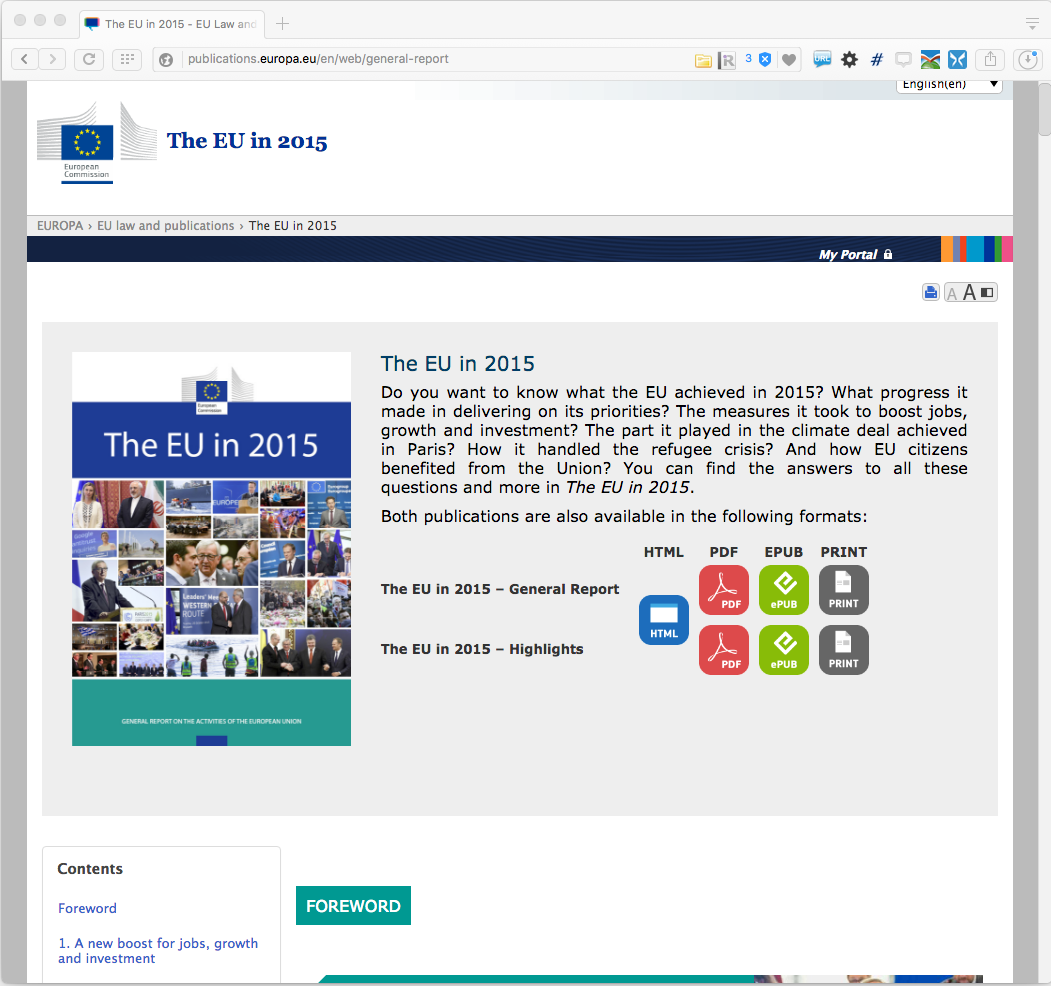 The EU in 2015 - EU Law and
publications.europa.eu/en/web/general-report
R
3
URL
#
English(en)
European
Commission
The EU in 2015
EUROPA › EU law and publications › The EU in 2015
My Portal
A A
European
Commission
The EU in 2015
GENERAL REPORT ON THE ACTIVITIES OF THE EUROPEAN UNION
The EU in 2015
Do you want to know what the EU achieved in 2015? What progress it
made in delivering on its priorities? The measures it took to boost jobs,
growth and investment? The part it played in the climate deal achieved
in Paris? How it handled the refugee crisis? And how EU citizens
benefited from the Union? You can find the answers to all these
questions and more in The EU in 2015.
Both publications are also available in the following formats:
HTML PDF EPUB PRINT
The EU in 2015 – General Report
PDF ePUB PRINT
HTML
The EU in 2015 – Highlights
PDF ePUB PRINT
Contents
Foreword
1. A new boost for jobs, growth
and investment
FOREWORD